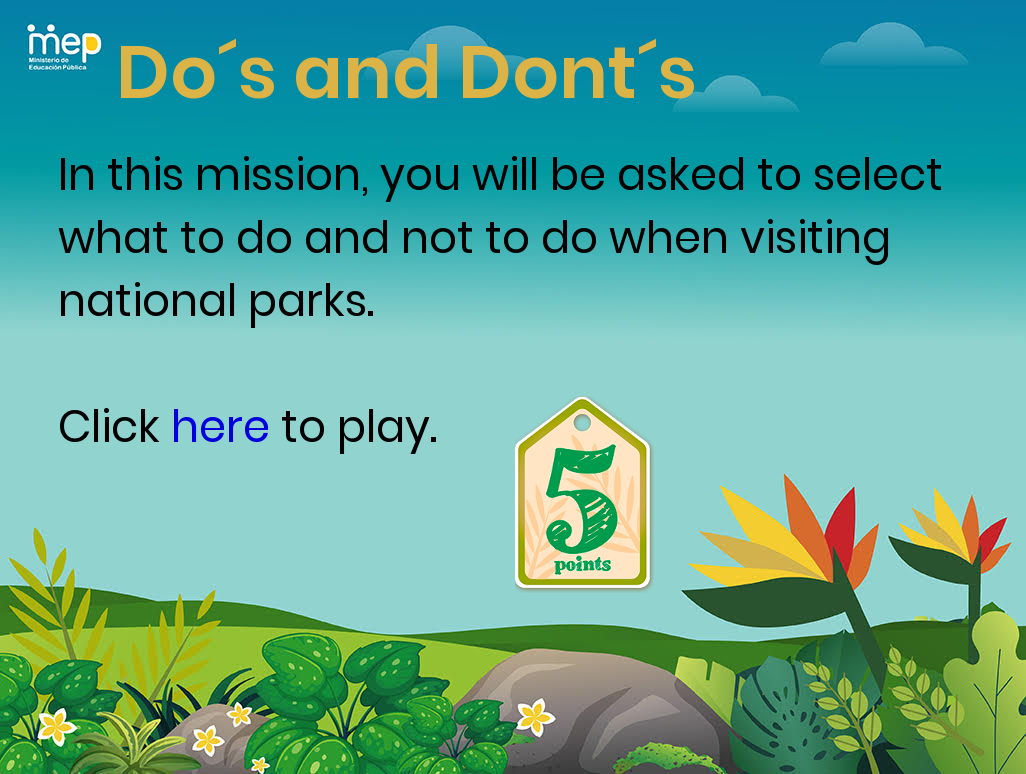 mep
Ministerio de
Educación Pública
Do´s and Dont´s
In this mission, you will be asked to select
what to do and not to do when visiting
national parks.
Click here to play.
5
points